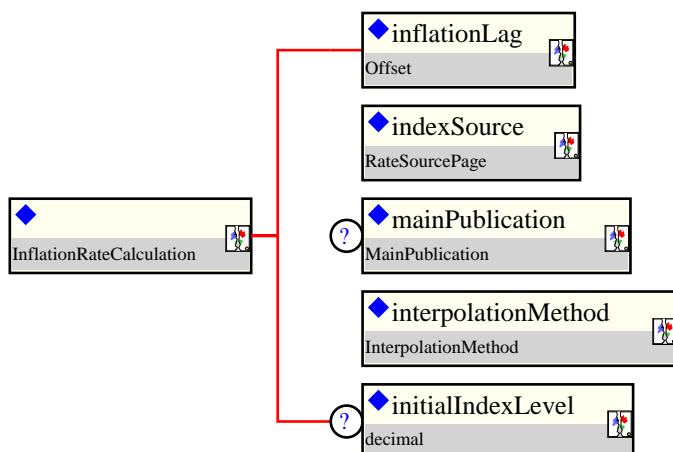 inflationLag
Offset
indexSource
RateSourcePage
InflationRateCalculation
?
mainPublication
MainPublication
interpolationMethod
InterpolationMethod
?
initialIndexLevel
decimal